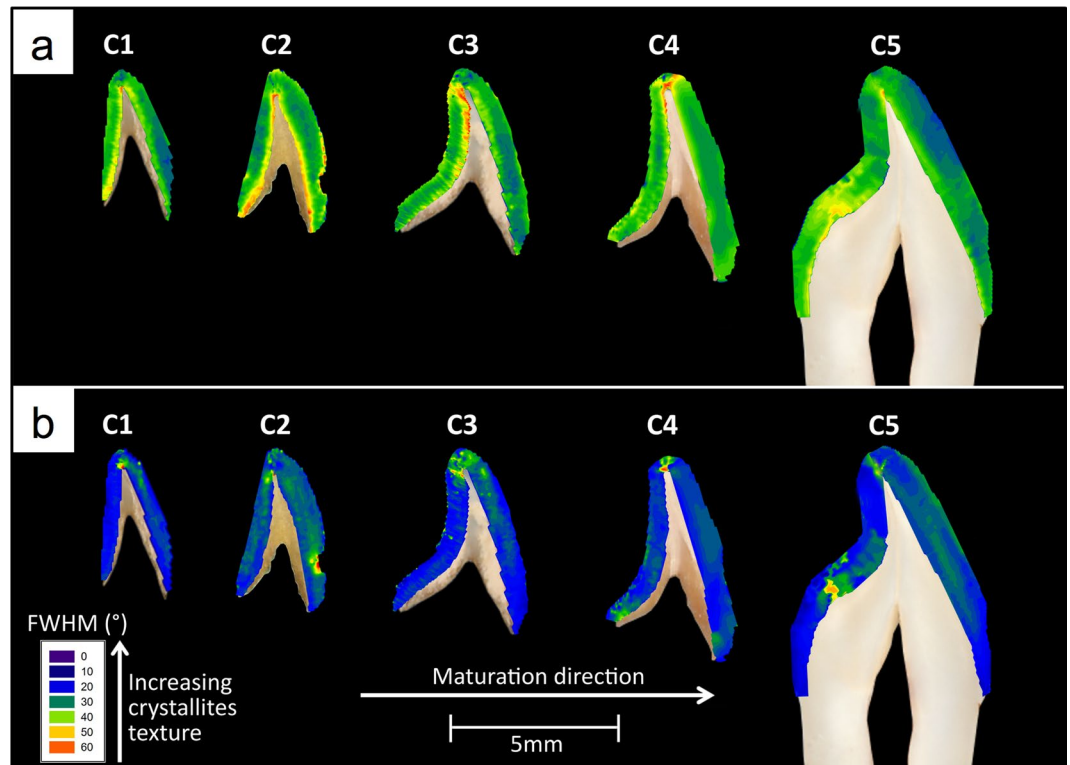 a
C1 C2 C3 C4 C5
b
C1 C2 C3 C4 C5
FWHM (°)
0
10
20
30
40
50
60
Increasing
crystallites
texture
Maturation direction
5mm